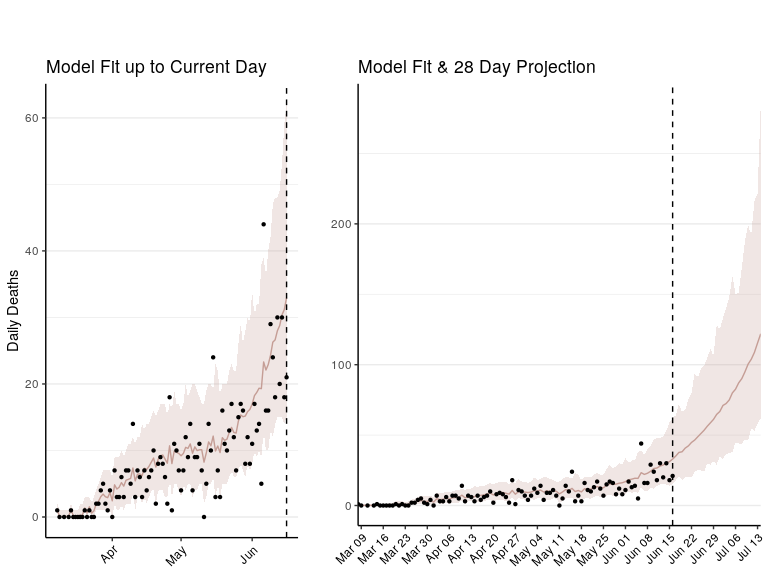 Model Fit up to Current Day
Model Fit & 28 Day Projection
Daily Deaths
60
40
20
0
Apr
May
Jun
200
100
0
Mar 09
Mar 16
Mar 23
Mar 30
Apr 06
Apr 13
Apr 20
Apr 27
May 04
May 11
May 18
May 25
Jun 01
Jun 08
Jun 15
Jun 22
Jun 29
Jul 06
Jul 13